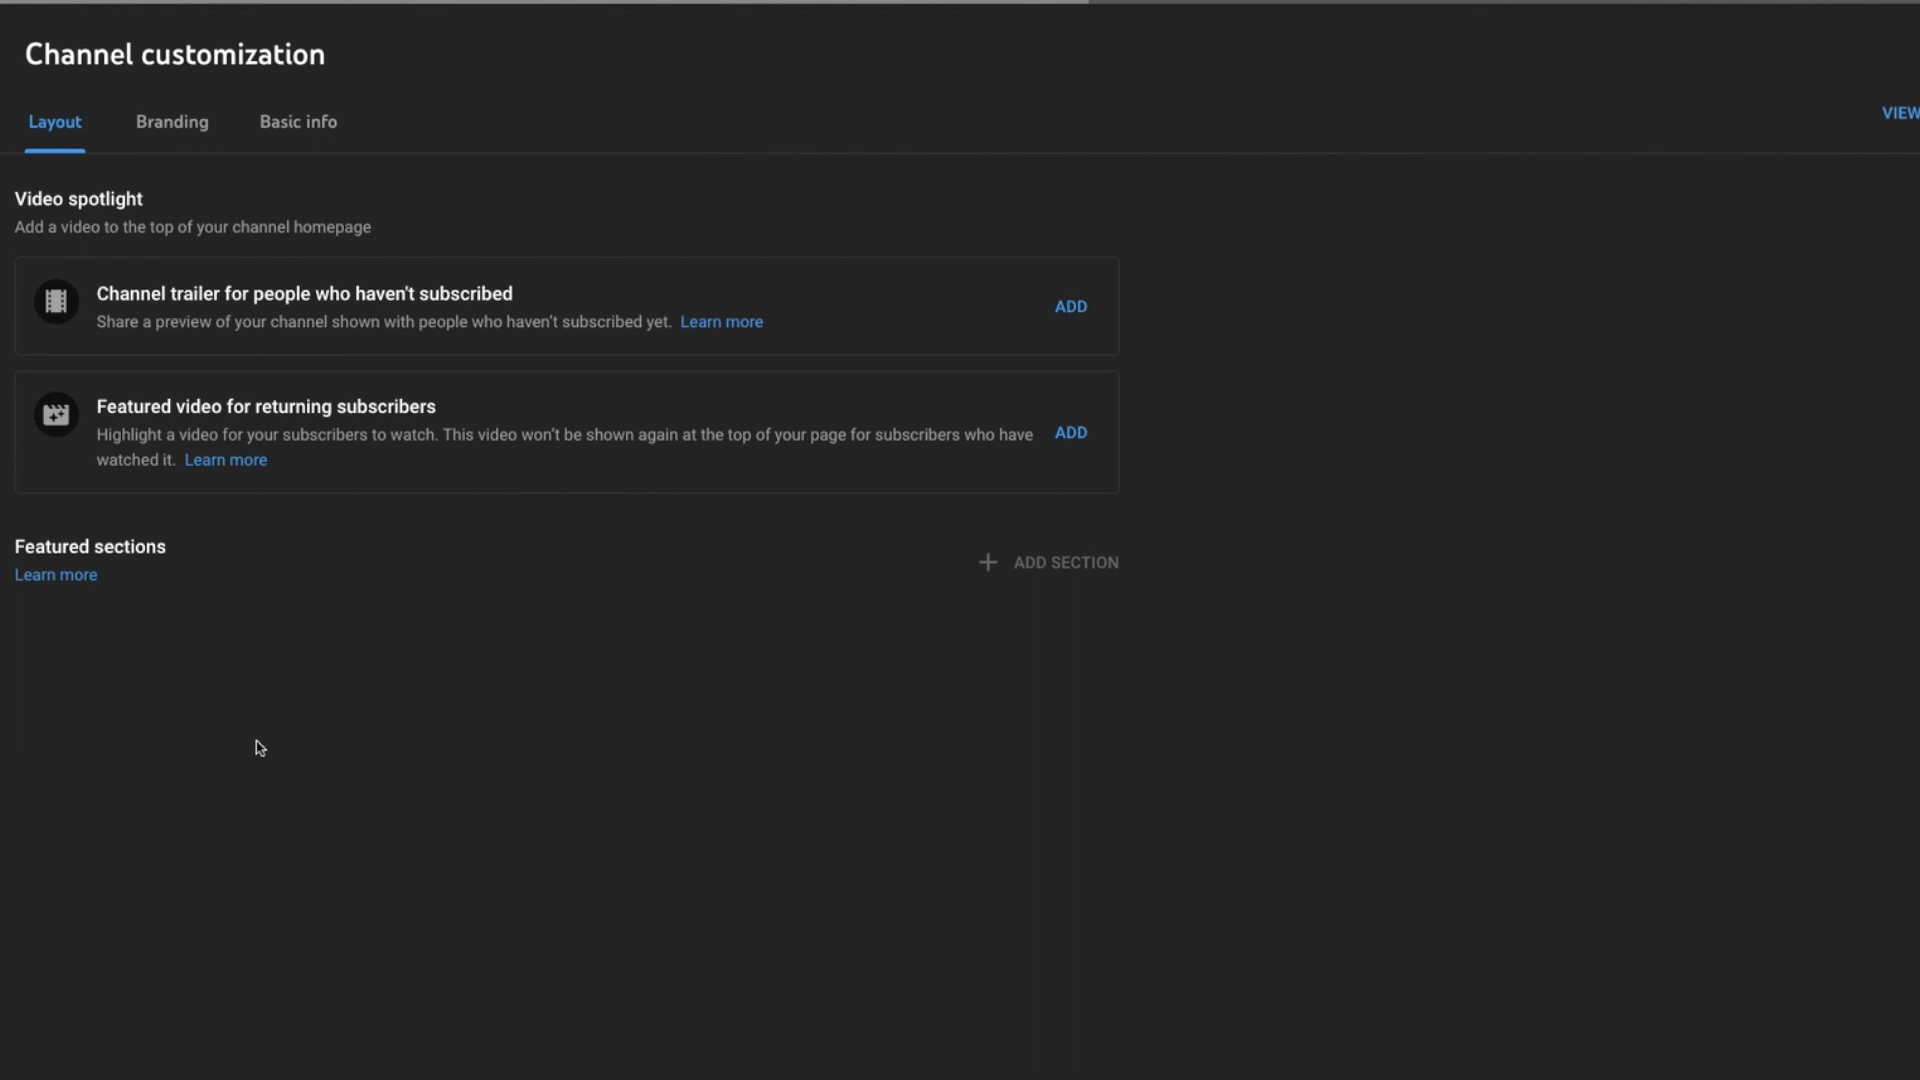 Channel customization
Layout
Branding
Basic info
VIEW
Video spotlight
Add a video to the top of your channel homepage
Channel trailer for people who haven't subscribed
Share a preview of your channel shown with people who haven't subscribed yet. Learn more
ADD
Featured video for returning subscribers
Highlight a video for your subscribers to watch. This video won't be shown again at the top of your page for subscribers who have
watched it. Learn more
ADD
Featured sections
Learn more
ADD SECTION